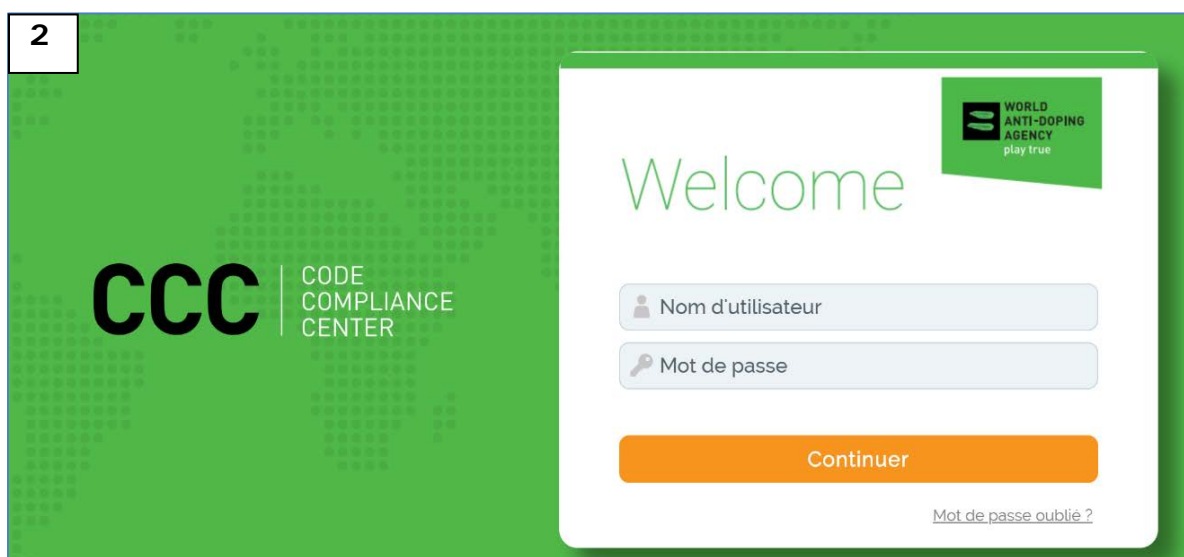 2
CCC
CODE
COMPLIANCE
CENTER
WORLD
ANTI-DOPING
AGENCY
play true
Welcome
Nom d'utilisateur
Mot de passe
Continuer
Mot de passe oublié ?